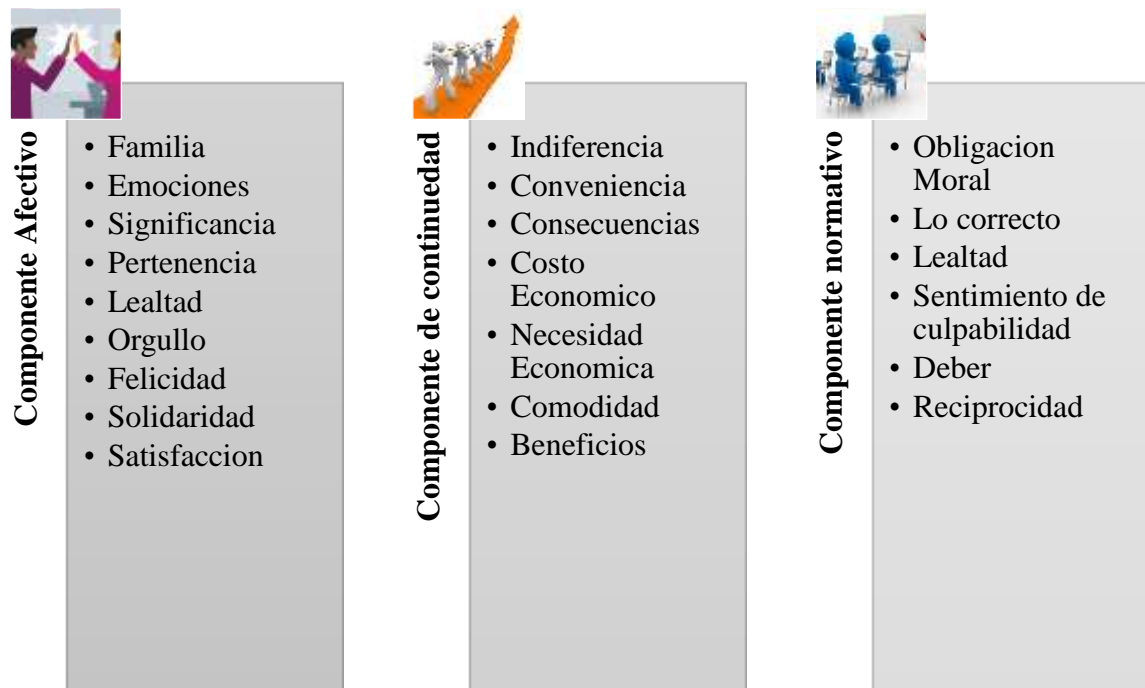 Componente Afectivo
• Familia
• Emociones
• Significancia
• Pertenencia
• Lealtad
• Orgullo
• Felicidad
• Solidaridad
• Satisfaccion
Componente de continuedad
• Indiferencia
• Conveniencia
• Consecuencias
• Costo
Economico
• Necesidad
Economica
• Comodidad
• Beneficios
Componente normativo
• Obligacion
Moral
• Lo correcto
• Lealtad
• Sentimiento de
culpabilidad
• Deber
• Reciprocidad